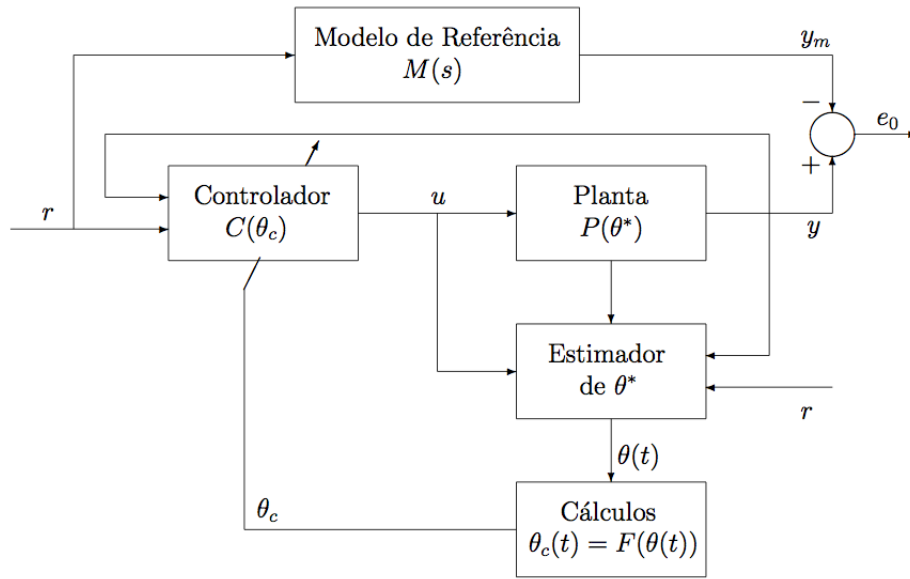 Modelo de Referência
M(s)
y_m
−
e_0
+
Controlador
C(θ_c)
r
u
Planta
P(θ*)
y
Estimador
de θ*
r
θ(t)
θ_c
Cálculos
θ_c(t) = F(θ(t))